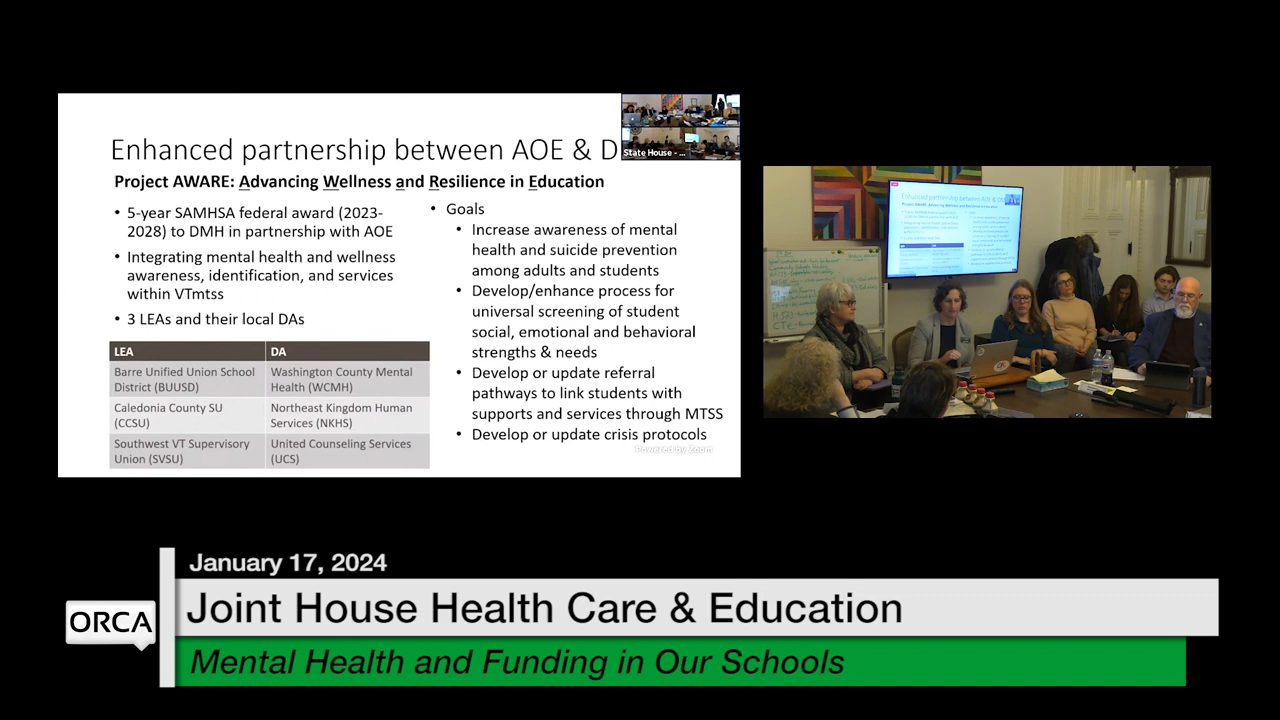 Enhanced partnership between AOE & D
State House - ...
Project AWARE: Advancing Wellness and Resilience in Education
• 5-year SAMHSA federal award (2023-
2028) to DMH in partnership with AOE
• Integrating mental health and wellness
awareness, identification, and services
within VTmtss
• 3 LEAs and their local DAs
LEA DA
Barre Unified Union School
District (BUUSD)
Washington County Mental
Health (WCMH)
Caledonia County SU
(CCSU)
Northeast Kingdom Human
Services (NKHS)
Southwest VT Supervisory
Union (SVSU)
United Counseling Services
(UCS)
• Goals
• Increase awareness of mental
health and suicide prevention
among adults and students
• Develop/enhance process for
universal screening of student
social, emotional and behavioral
strengths & needs
• Develop or update referral
pathways to link students with
supports and services through MTSS
• Develop or update crisis protocols
Powered by Zoom
January 17, 2024
ORCA
Joint House Health Care & Education
Mental Health and Funding in Our Schools